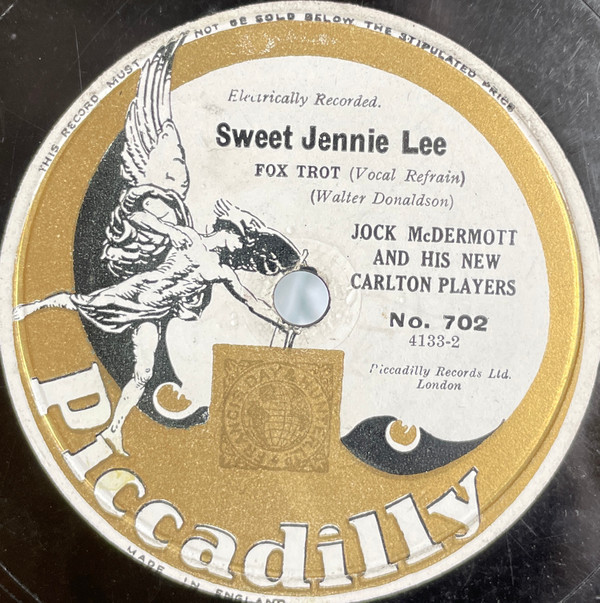 THIS RECORD MUST NOT BE SOLD BELOW THE STIPULATED PRICE
Electrically Recorded.
Sweet Jennie Lee
FOX TROT (Vocal Refrain)
(Walter Donaldson)
JOCK McDERMOTT
AND HIS NEW
CARLTON PLAYERS
No. 702
4133-2
Piccadilly Records Ltd.
London
Piccadilly
MADE IN ENGLAND